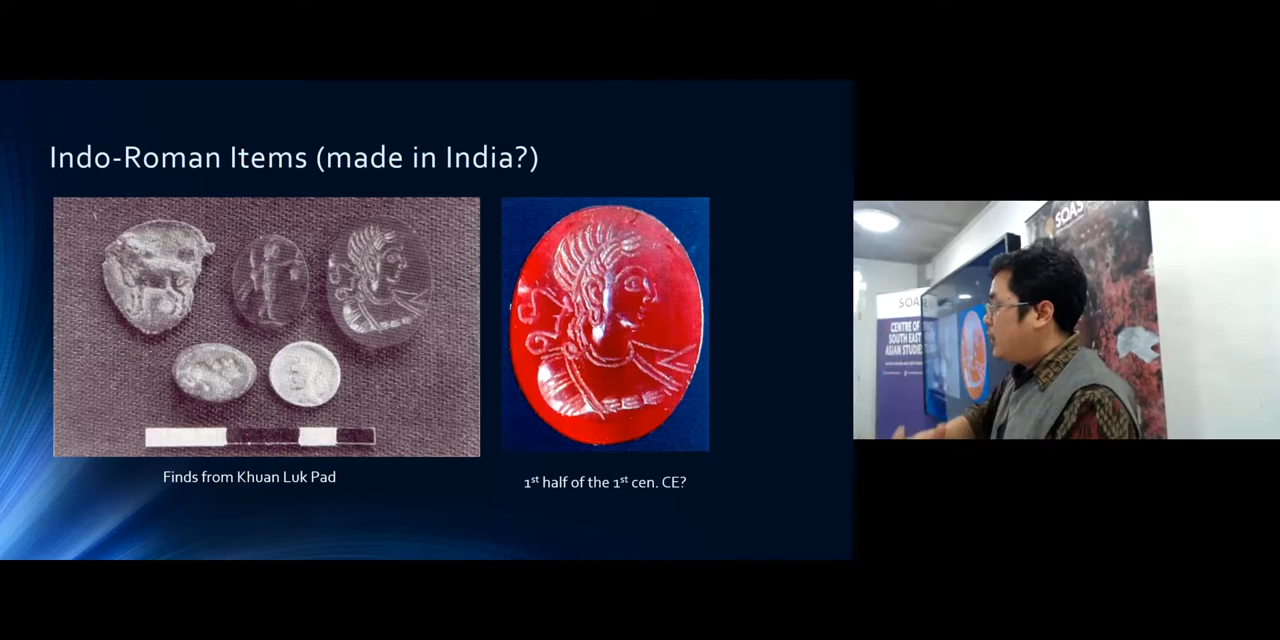 Indo-Roman Items (made in India?)
Finds from Khuan Luk Pad
1st half of the 1st cen. CE?
SOAS
SOAS
CENTRE OF
SOUTH EAST
ASIAN STUDIES